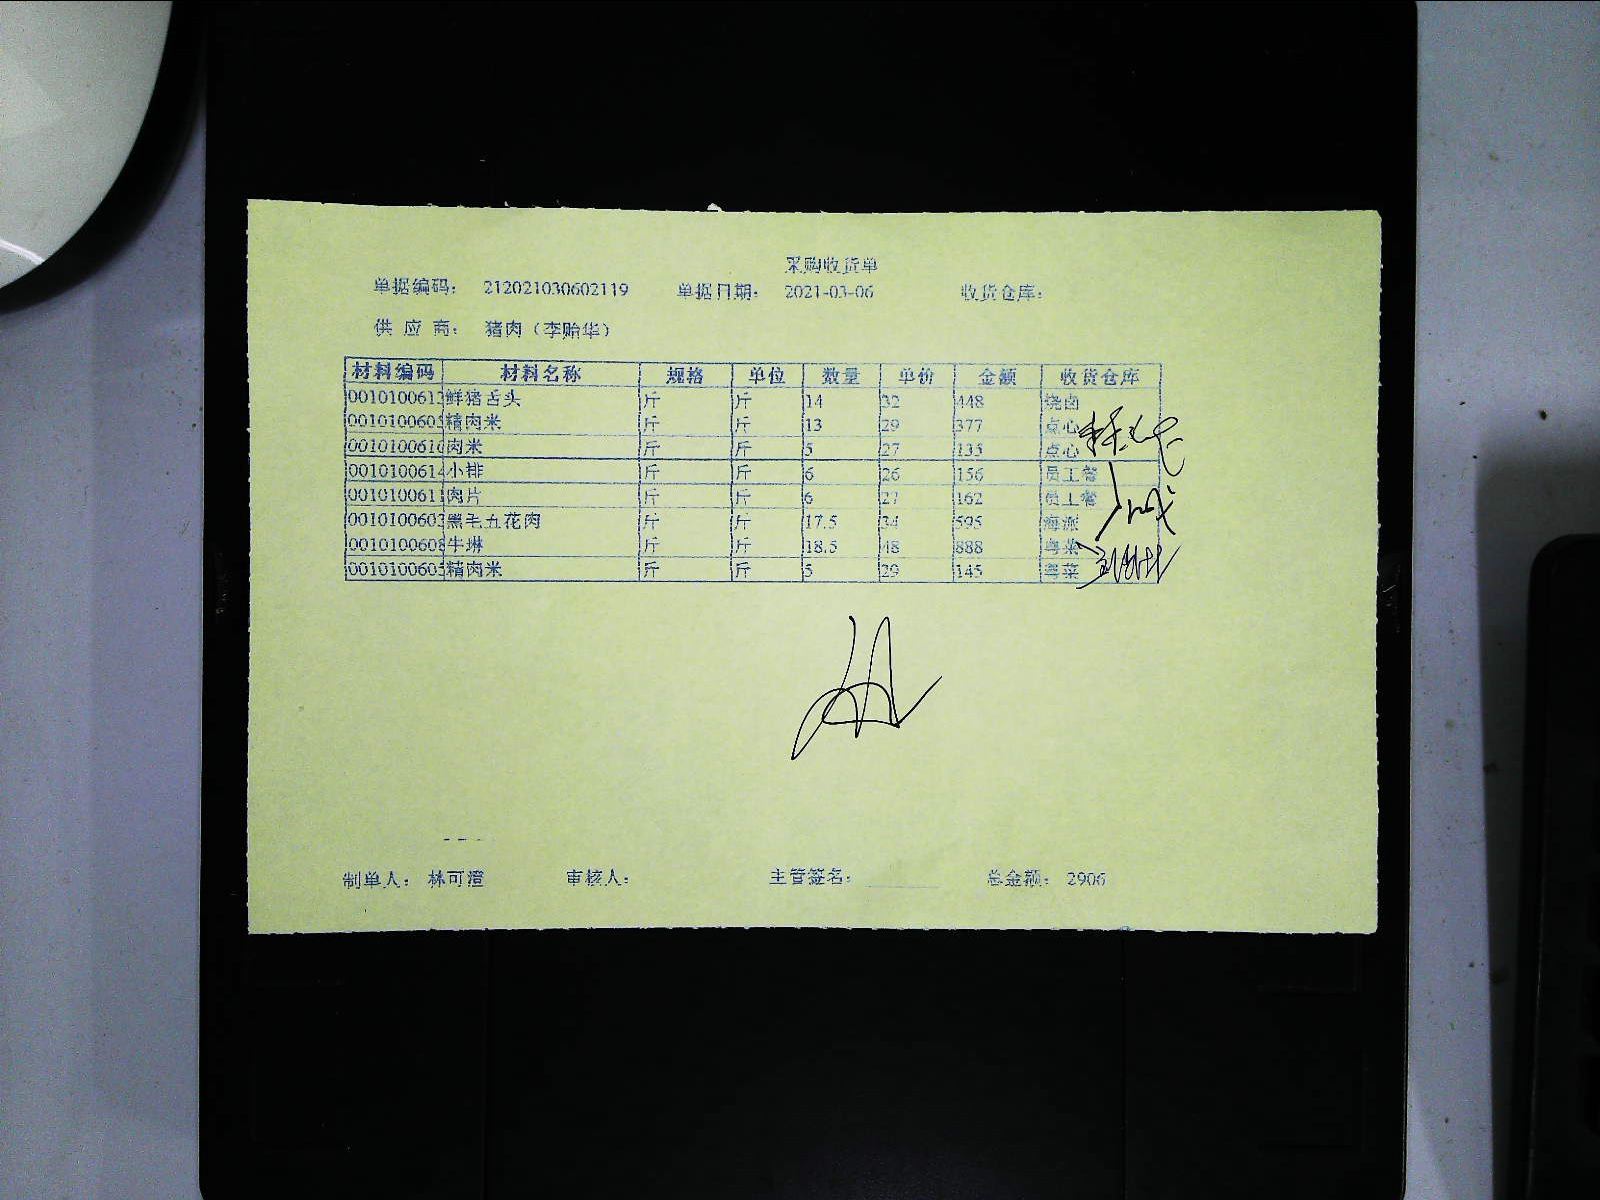 采购收货单
单据编码： 212021030602119 单据日期： 2021-03-06 收货仓库：
供 应 商： 猪肉（李贻华）
材料编码 材料名称 规格 单位 数量 单价 金额 收货仓库
0010100613 鲜猪舌头 斤 斤 14 32 448 烧卤
0010100605 精肉米 斤 斤 13 29 377 点心
0010100616 肉米 斤 斤 5 27 135 点心
0010100614 小排 斤 斤 6 26 156 员工餐
0010100611 肉片 斤 斤 6 27 162 员工餐
0010100603 黑毛五花肉 斤 斤 17.5 34 595 海派
0010100608 牛琳 斤 斤 18.5 48 888 粤菜
0010100605 精肉米 斤 斤 5 29 145 粤菜
制单人： 林可澄 审核人： 主管签名： 总金额： 2906